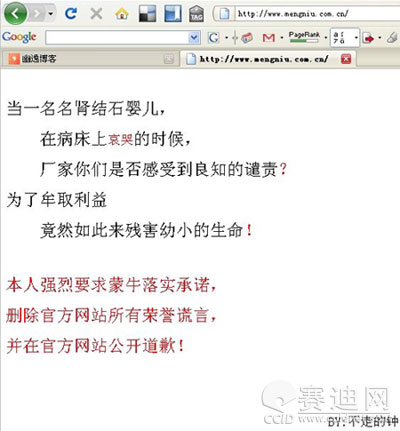 http://www.mengniu.com.cn/
Google
PageRank
幽逸博客
http://www.mengniu.com.cn/
当一名名肾结石婴儿，
在病床上哀哭的时候，
厂家你们是否感受到良知的谴责？
为了牟取利益
竟然如此来残害幼小的生命！
本人强烈要求蒙牛落实承诺，
删除官方网站所有荣誉谎言，
并在官方网站公开道歉！
赛迪网
BY:不走的钟